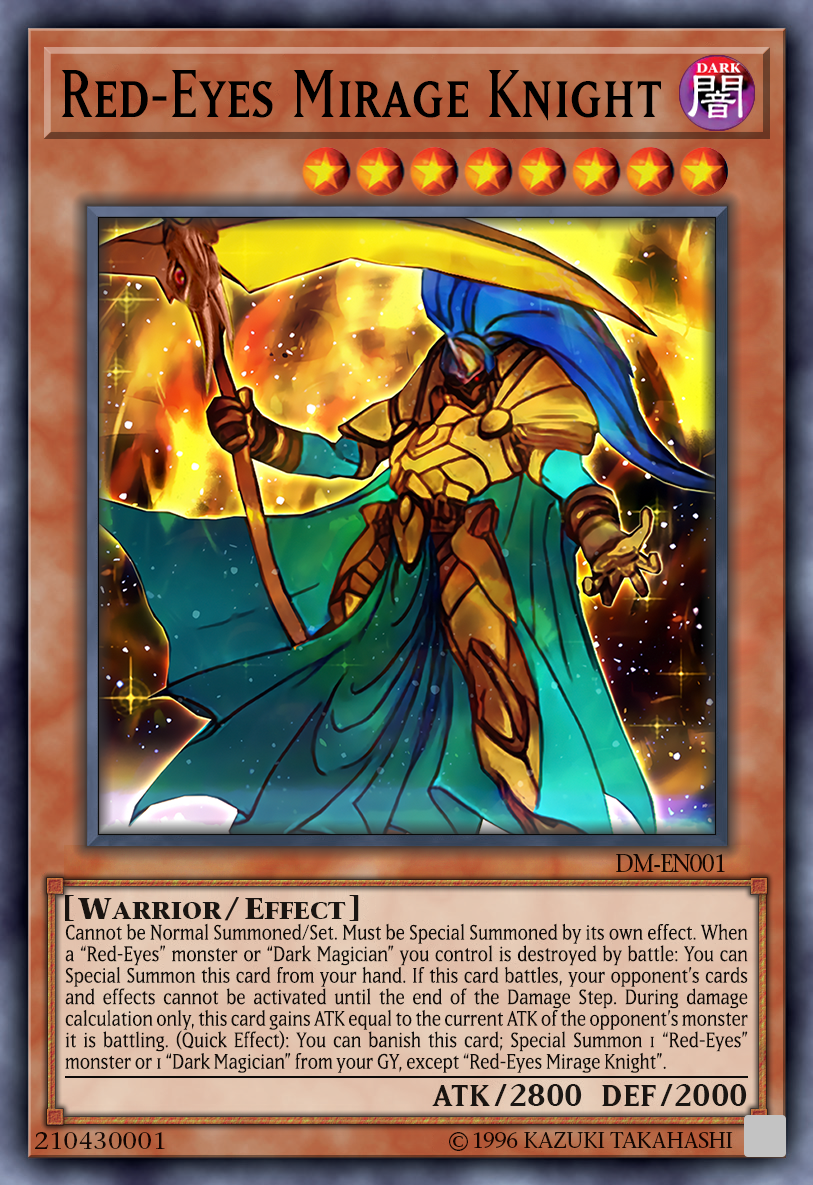 Red-Eyes Mirage Knight
DARK
闇
DM-EN001
[Warrior/Effect]
Cannot be Normal Summoned/Set. Must be Special Summoned by its own effect. When
a “Red-Eyes” monster or “Dark Magician” you control is destroyed by battle: You can
Special Summon this card from your hand. If this card battles, your opponent’s cards
and effects cannot be activated until the end of the Damage Step. During damage
calculation only, this card gains ATK equal to the current ATK of the opponent’s monster
it is battling. (Quick Effect): You can banish this card; Special Summon 1 “Red-Eyes”
monster or 1 “Dark Magician” from your GY, except “Red-Eyes Mirage Knight”.
ATK/2800 DEF/2000
210430001
© 1996 KAZUKI TAKAHASHI